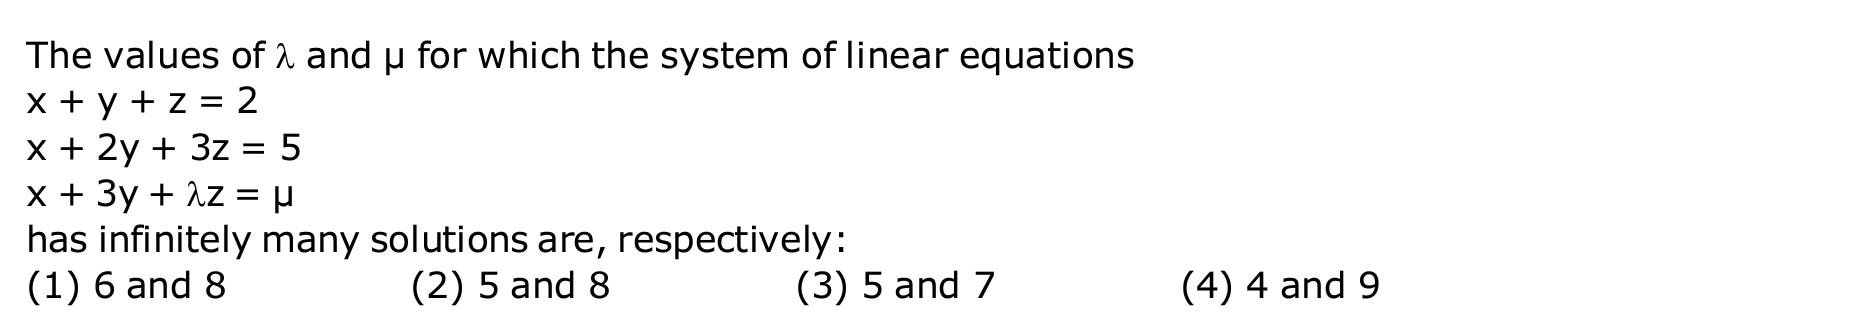 The values of λ and μ for which the system of linear equations
x + y + z = 2
x + 2y + 3z = 5
x + 3y + λz = μ
has infinitely many solutions are, respectively:
(1) 6 and 8 (2) 5 and 8 (3) 5 and 7 (4) 4 and 9